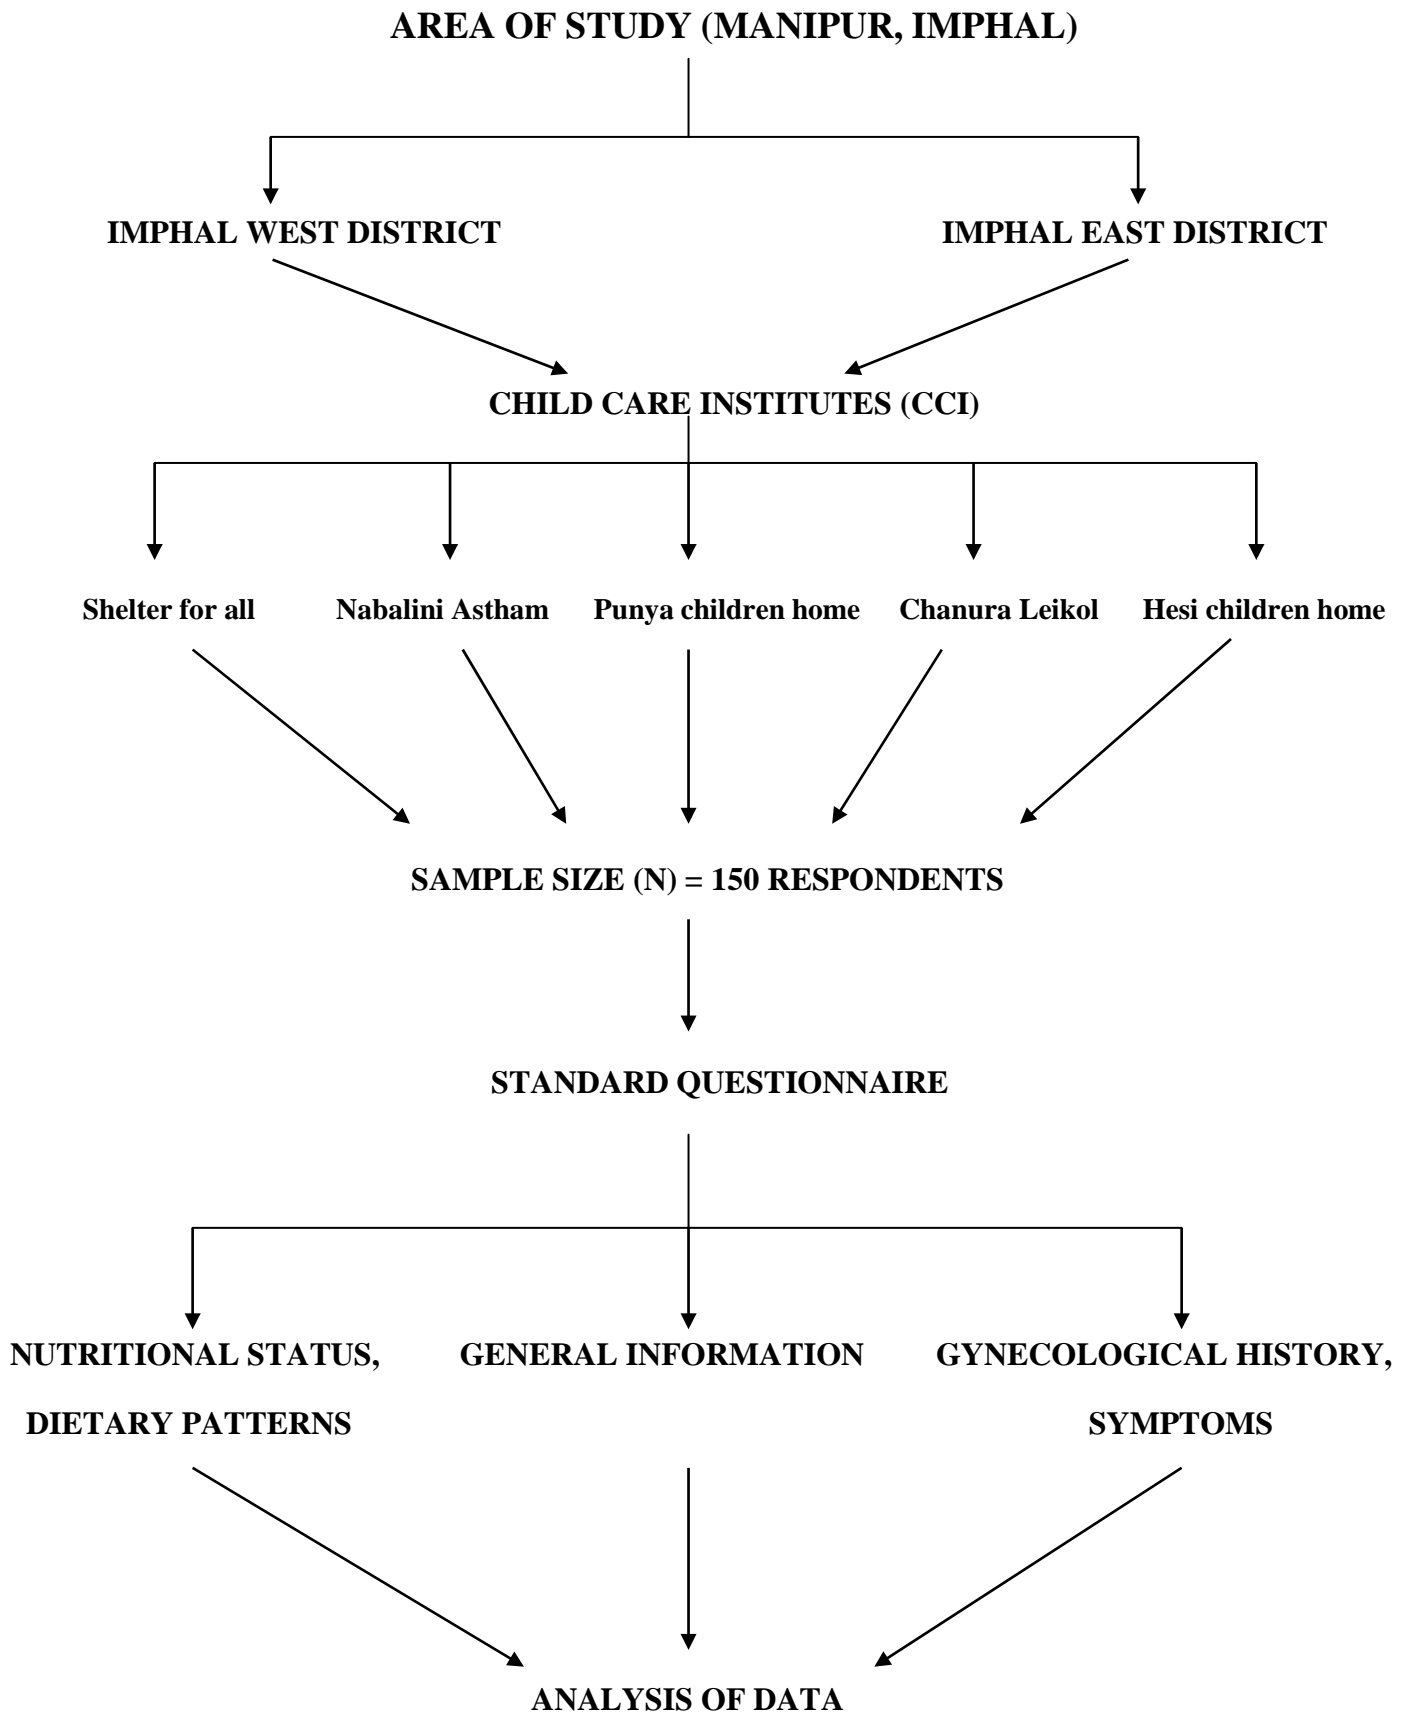 AREA OF STUDY (MANIPUR, IMPHAL)
IMPHAL WEST DISTRICT
IMPHAL EAST DISTRICT
CHILD CARE INSTITUTES (CCI)
Shelter for all
Nabalini Astham
Punya children home
Chanura Leikol
Hesi children home
SAMPLE SIZE (N) = 150 RESPONDENTS
STANDARD QUESTIONNAIRE
NUTRITIONAL STATUS,
DIETARY PATTERNS
GENERAL INFORMATION
GYNECOLOGICAL HISTORY,
SYMPTOMS
ANALYSIS OF DATA